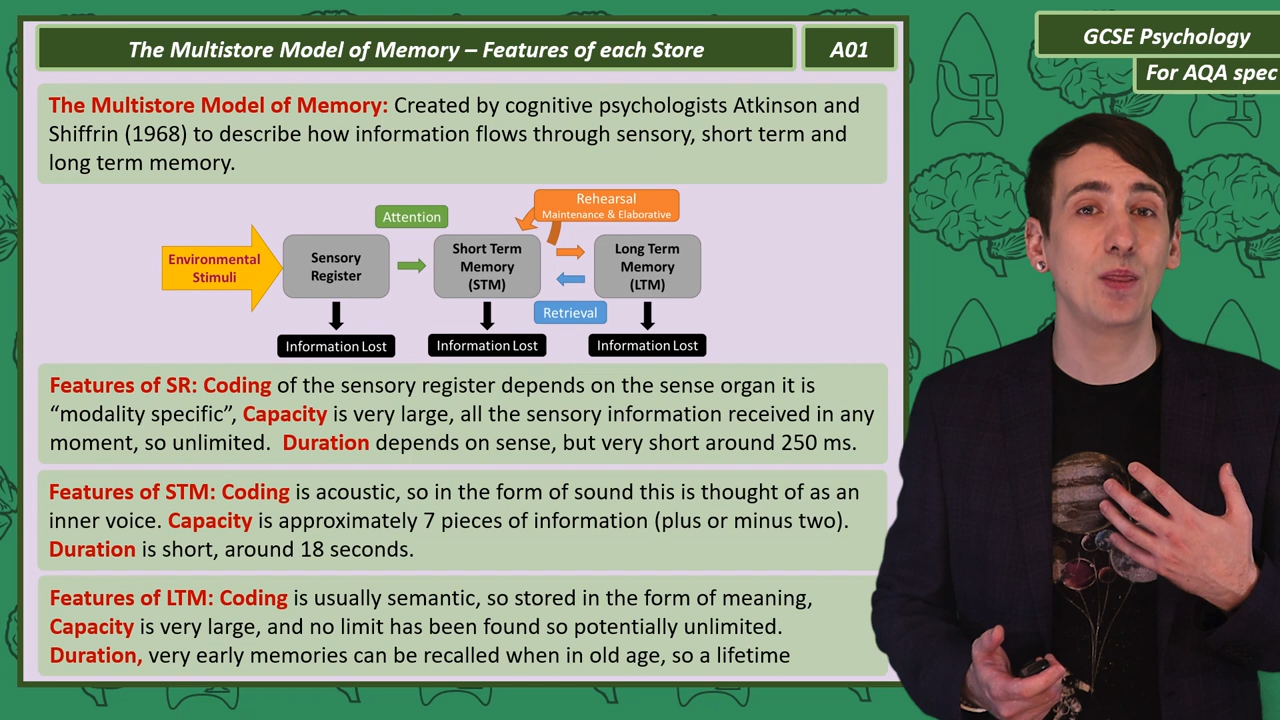 The Multistore Model of Memory – Features of each Store
A01
GCSE Psychology
For AQA spec
The Multistore Model of Memory: Created by cognitive psychologists Atkinson and
Shiffrin (1968) to describe how information flows through sensory, short term and
long term memory.
Rehearsal
Maintenance & Elaborative
Attention
Environmental
Stimuli
Sensory
Register
Short Term
Memory
(STM)
Long Term
Memory
(LTM)
Retrieval
Information Lost
Information Lost
Information Lost
Features of SR: Coding of the sensory register depends on the sense organ it is
“modality specific”, Capacity is very large, all the sensory information received in any
moment, so unlimited. Duration depends on sense, but very short around 250 ms.
Features of STM: Coding is acoustic, so in the form of sound this is thought of as an
inner voice. Capacity is approximately 7 pieces of information (plus or minus two).
Duration is short, around 18 seconds.
Features of LTM: Coding is usually semantic, so stored in the form of meaning,
Capacity is very large, and no limit has been found so potentially unlimited.
Duration, very early memories can be recalled when in old age, so a lifetime